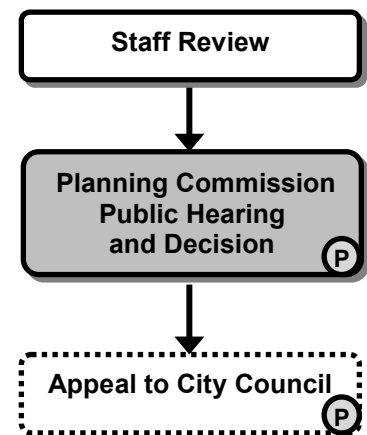 Staff Review
Planning Commission
Public Hearing
and Decision
P
Appeal to City Council
P